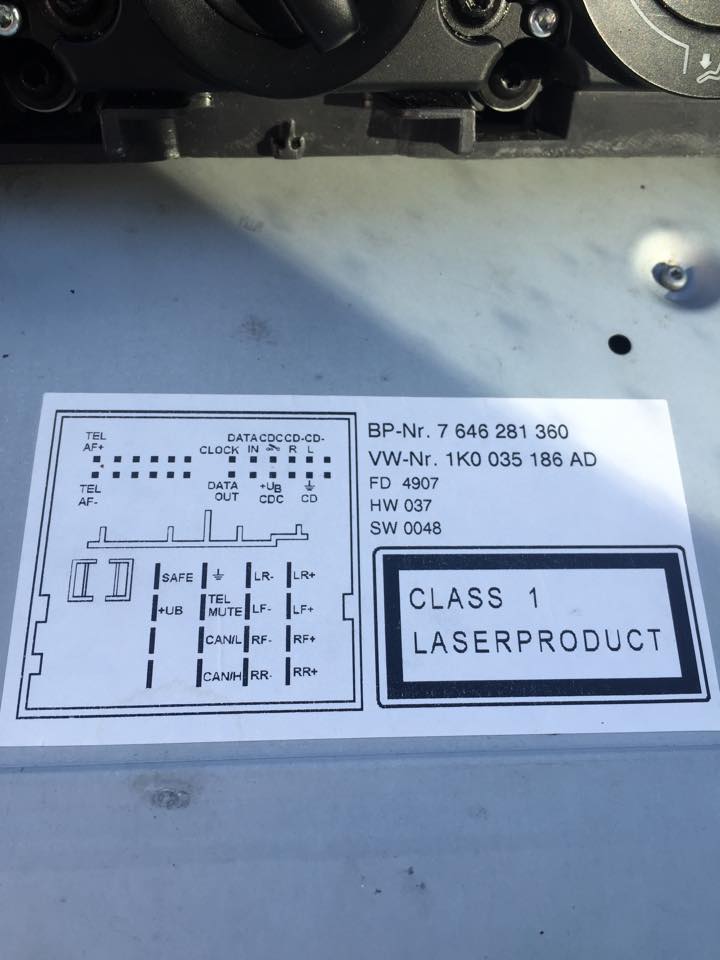 TEL
AF+
DATA CDC CD- CD-
CLOCK IN R L
TEL
AF-
DATA
OUT
+UB
CDC
CD
SAFE
LR-
LR+
+UB
TEL
MUTE
LF-
LF+
CAN/L
RF-
RF+
CAN/H
RR-
RR+
BP-Nr. 7 646 281 360
VW-Nr. 1K0 035 186 AD
FD 4907
HW 037
SW 0048
CLASS 1
LASERPRODUCT